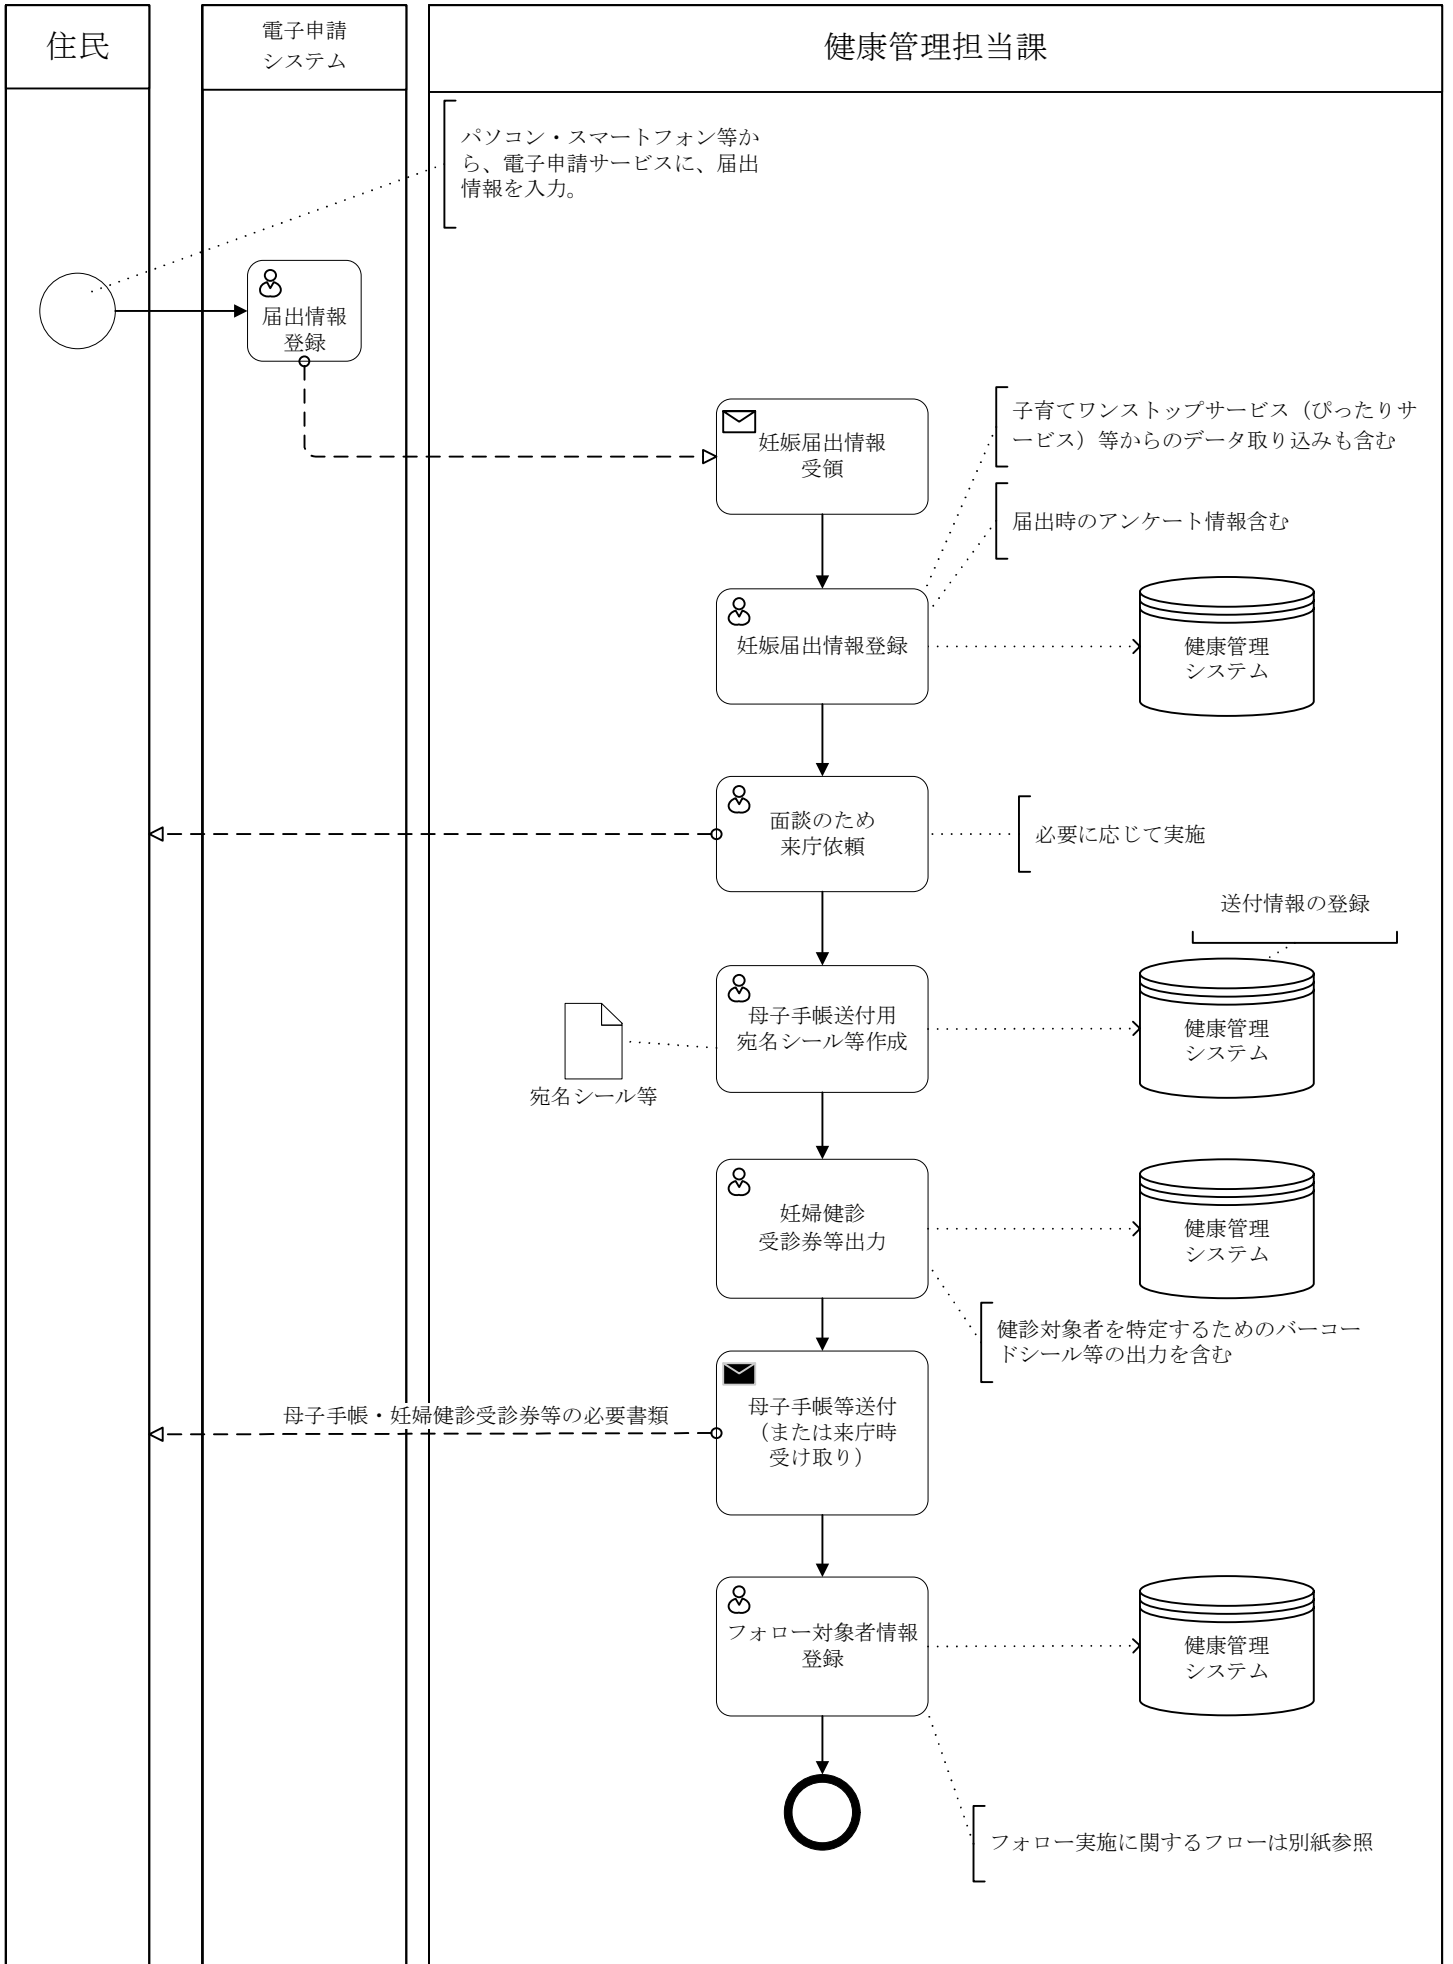 住民
電子申請
システム
健康管理担当課
パソコン・スマートフォン等か
ら、電子申請サービスに、届出
情報を入力。
届出情報
登録
妊娠届出情報
受領
子育てワンストップサービス（ぴったりサ
ービス）等からのデータ取り込みも含む
届出時のアンケート情報含む
妊娠届出情報登録
健康管理
システム
面談のため
来庁依頼
必要に応じて実施
送付情報の登録
母子手帳送付用
宛名シール等作成
宛名シール等
健康管理
システム
妊婦健診
受診券等出力
健康管理
システム
健診対象者を特定するためのバーコー
ドシール等の出力を含む
母子手帳・妊婦健診受診券等の必要書類
母子手帳等送付
（または来庁時
受け取り）
フォロー対象者情報
登録
健康管理
システム
フォロー実施に関するフローは別紙参照